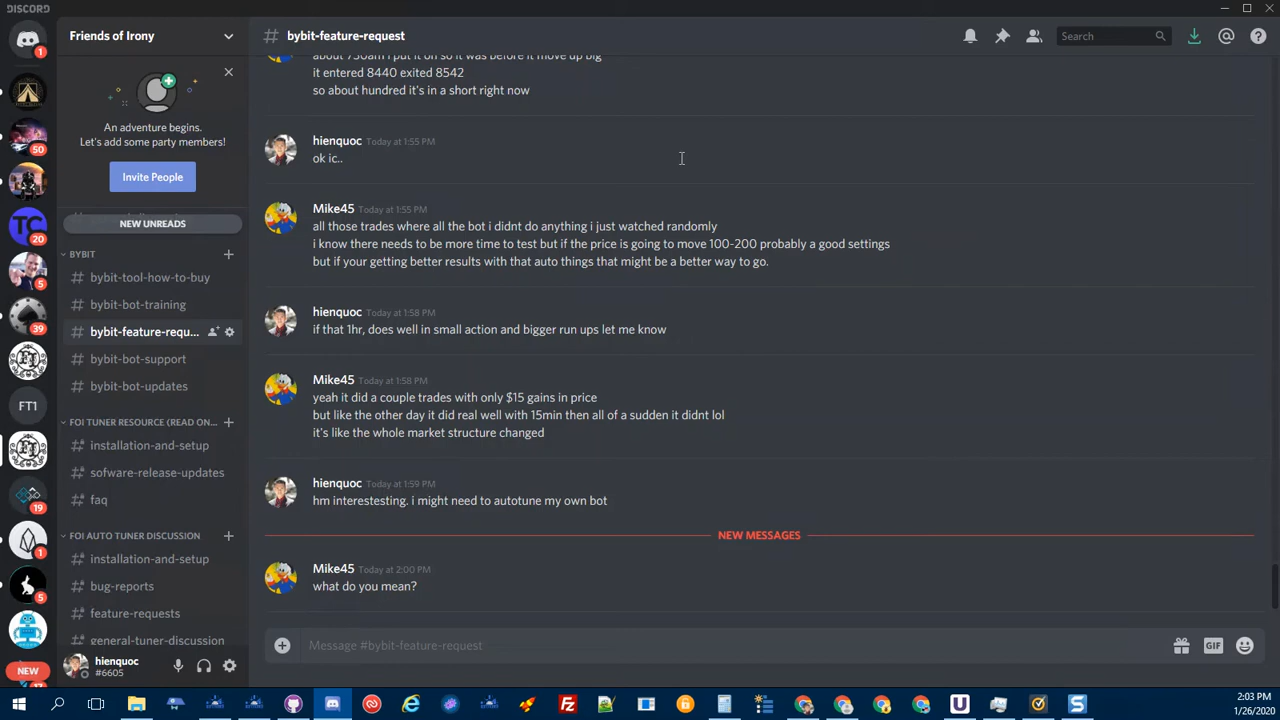 DISCORD
Friends of Irony
# bybit-feature-request
Search
1
50
20
5
39
FT1
19
1
5
NEW
An adventure begins.
Let's add some party members!
Invite People
NEW UNREADS
BYBIT
# bybit-tool-how-to-buy
# bybit-bot-training
# bybit-feature-requ...
# bybit-bot-support
# bybit-bot-updates
FOI TUNER RESOURCE (READ ON...
# installation-and-setup
# sofware-release-updates
# faq
FOI AUTO TUNER DISCUSSION
# installation-and-setup
# bug-reports
# feature-requests
# general-tuner-discussion
hienquoc
#6605
about 730am i put it on so it was before it move up big
it entered 8440 exited 8542
so about hundred it's in a short right now
hienquoc Today at 1:55 PM
ok ic..
Mike45 Today at 1:55 PM
all those trades where all the bot i didnt do anything i just watched randomly
i know there needs to be more time to test but if the price is going to move 100-200 probably a good settings
but if your getting better results with that auto things that might be a better way to go.
hienquoc Today at 1:58 PM
if that 1hr, does well in small action and bigger run ups let me know
Mike45 Today at 1:58 PM
yeah it did a couple trades with only $15 gains in price
but like the other day it did real well with 15min then all of a sudden it didnt lol
it's like the whole market structure changed
hienquoc Today at 1:59 PM
hm interestesting. i might need to autotune my own bot
NEW MESSAGES
Mike45 Today at 2:00 PM
what do you mean?
Message #bybit-feature-request
GIF
2:03 PM
1/26/2020